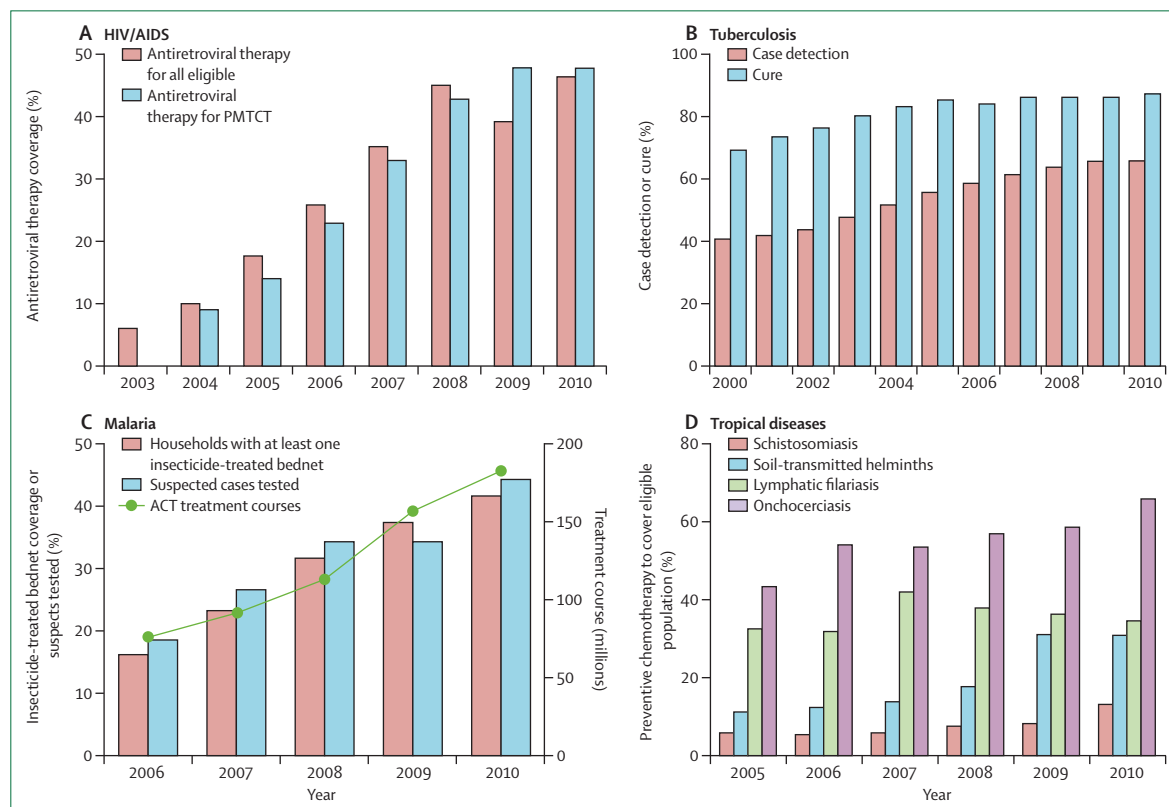 A HIV/AIDS
Antiretroviral therapy
for all eligible
Antiretroviral
therapy for PMTCT
Antiretroviral therapy coverage (%)
50
40
30
20
10
0
2003 2004 2005 2006 2007 2008 2009 2010
B Tuberculosis
Case detection
Cure
Case detection or cure (%)
100
80
60
40
20
0
2000 2002 2004 2006 2008 2010
C Malaria
Households with at least one
insecticide-treated bednet
Suspected cases tested
ACT treatment courses
Insecticide-treated bednet coverage or
suspects tested (%)
50
40
30
20
10
0
200
150
100
50
0
Treatment course (millions)
2006 2007 2008 2009 2010
Year
D Tropical diseases
Schistosomiasis
Soil-transmitted helminths
Lymphatic filariasis
Onchocerciasis
Preventive chemotherapy to cover eligible
population (%)
80
60
40
20
0
2005 2006 2007 2008 2009 2010
Year